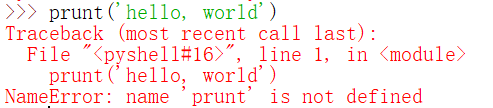 >>> prunt('hello, world')
Traceback (most recent call last):
  File "<pyshell#16>", line 1, in <module>
    prunt('hello, world')
NameError: name 'prunt' is not defined